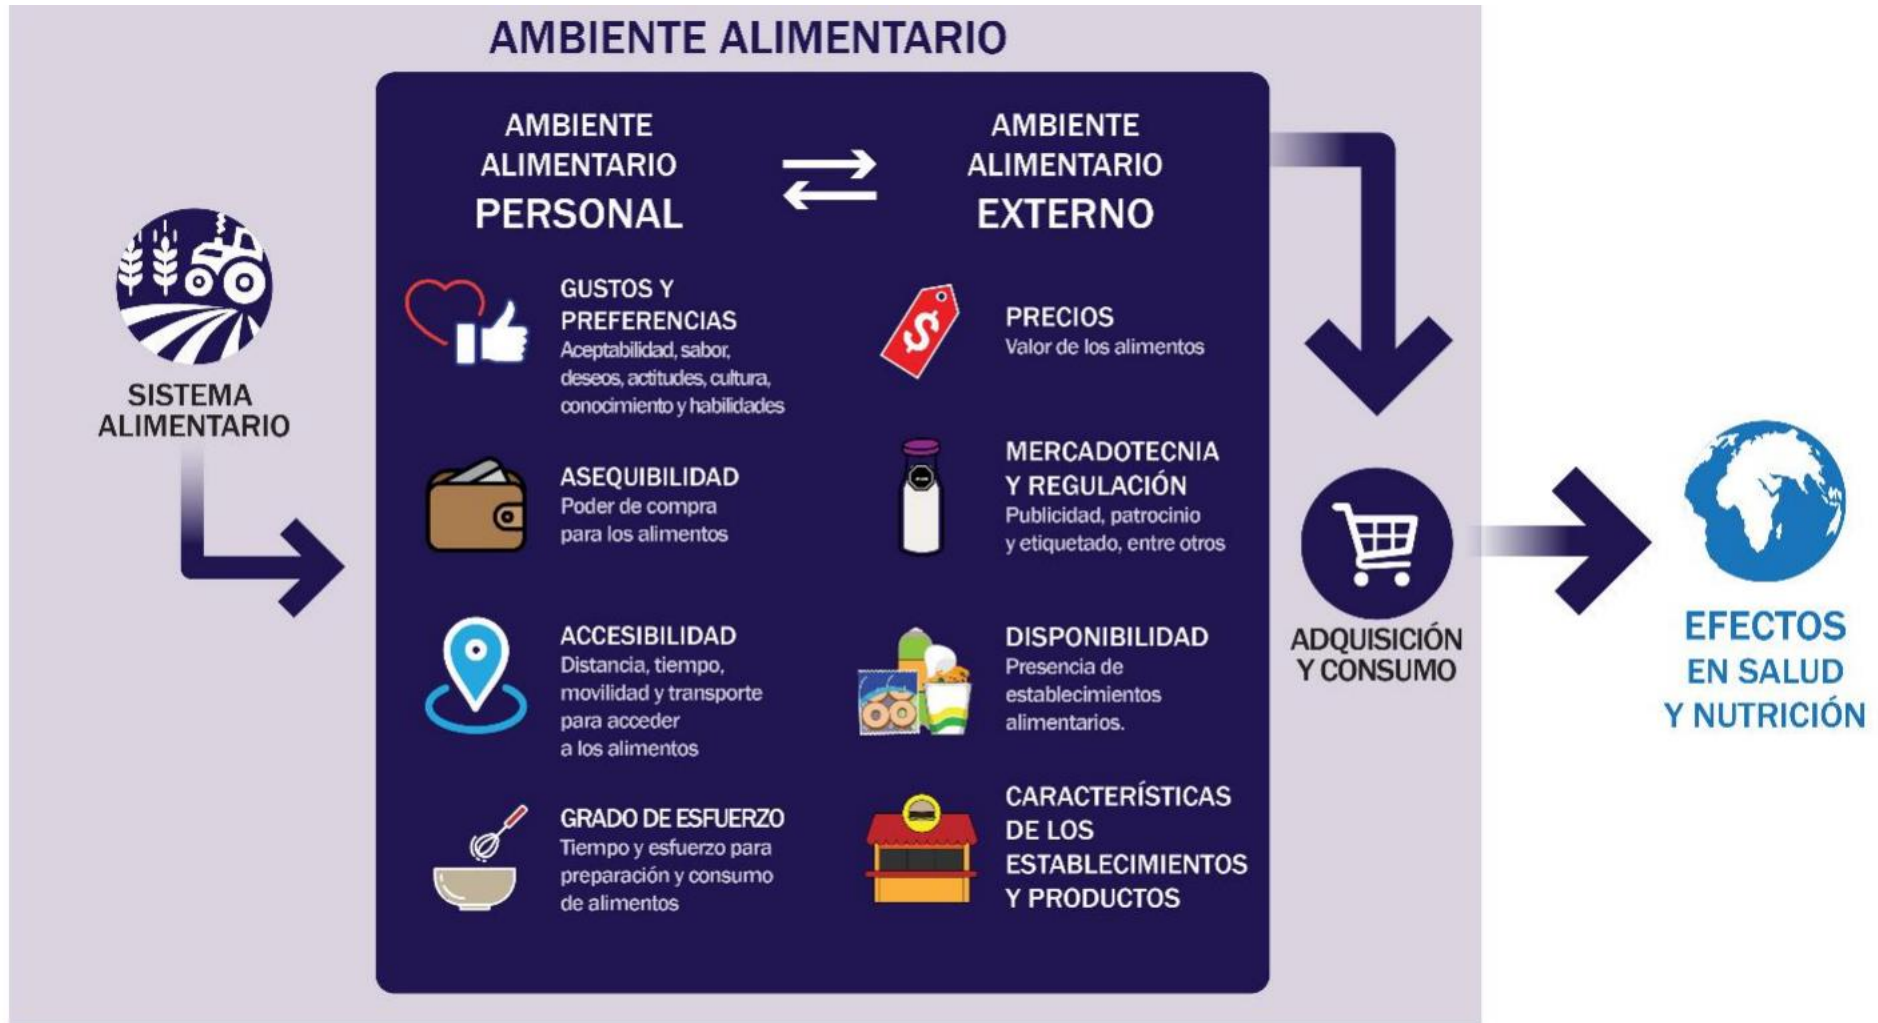 AMBIENTE ALIMENTARIO
SISTEMA
ALIMENTARIO
AMBIENTE
ALIMENTARIO
PERSONAL
GUSTOS Y
PREFERENCIAS
Aceptabilidad, sabor,
deseos, actitudes, cultura,
conocimiento y habilidades
ASEQUIBILIDAD
Poder de compra
para los alimentos
ACCESIBILIDAD
Distancia, tiempo,
movilidad y transporte
para acceder
a los alimentos
GRADO DE ESFUERZO
Tiempo y esfuerzo para
preparación y consumo
de alimentos
AMBIENTE
ALIMENTARIO
EXTERNO
$
PRECIOS
Valor de los alimentos
MERCADOTECNIA
Y REGULACIÓN
Publicidad, patrocinio
y etiquetado, entre otros
DISPONIBILIDAD
Presencia de
establecimientos
alimentarios.
CARACTERÍSTICAS
DE LOS
ESTABLECIMIENTOS
Y PRODUCTOS
ADQUISICIÓN
Y CONSUMO
EFECTOS
EN SALUD
Y NUTRICIÓN